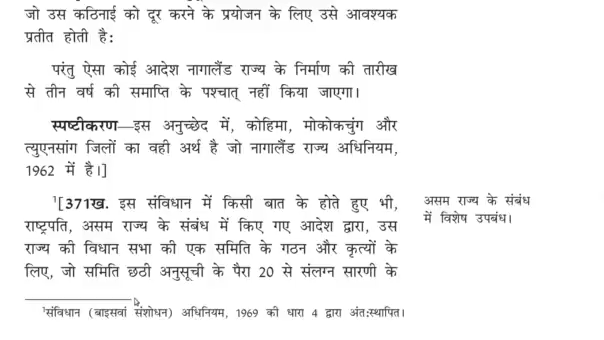 जो उस कठिनाई को दूर करने के प्रयोजन के लिए उसे आवश्यक
प्रतीत होती है:
परंतु ऐसा कोई आदेश नागालैंड राज्य के निर्माण की तारीख
से तीन वर्ष की समाप्ति के पश्चात् नहीं किया जाएगा।
स्पष्टीकरण—इस अनुच्छेद में, कोहिमा, मोकोकचुंग और
त्युएनसांग जिलों का वही अर्थ है जो नागालैंड राज्य अधिनियम,
1962 में है।]
¹[371ख. इस संविधान में किसी बात के होते हुए भी,
राष्ट्रपति, असम राज्य के संबंध में किए गए आदेश द्वारा, उस
राज्य की विधान सभा की एक समिति के गठन और कृत्यों के
लिए, जो समिति छठी अनुसूची के पैरा 20 से संलग्न सारणी के
असम राज्य के संबंध
में विशेष उपबंध।
¹संविधान (बाइसवां संशोधन) अधिनियम, 1969 की धारा 4 द्वारा अंत:स्थापित।